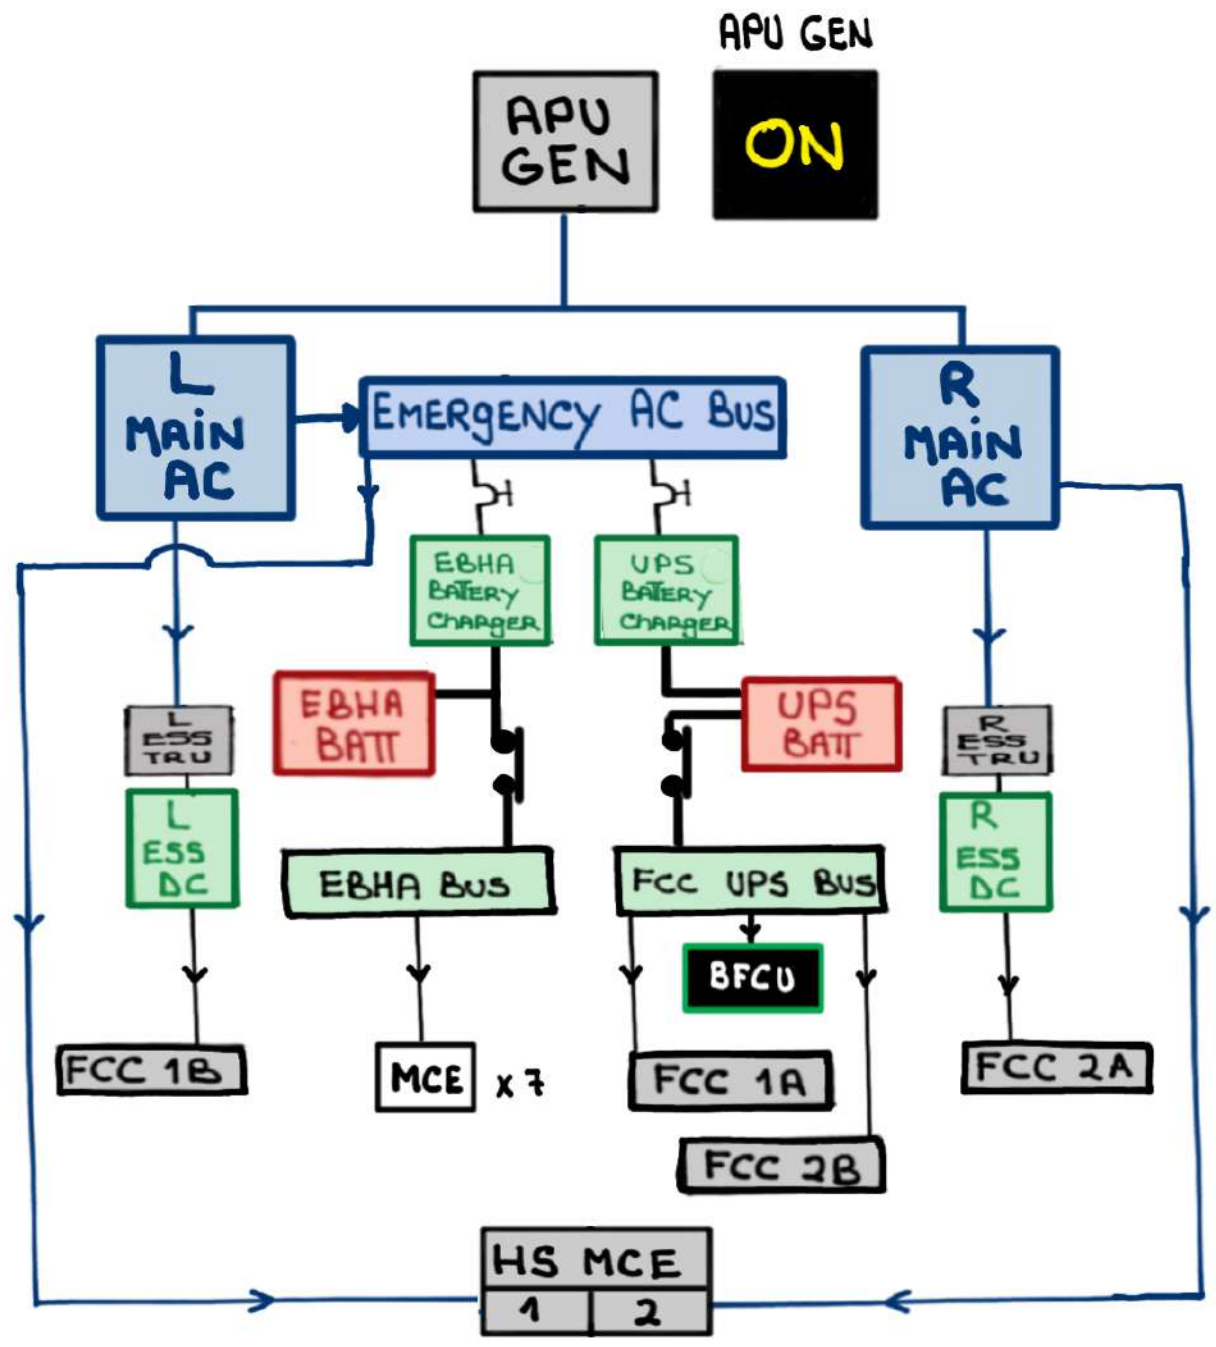 APU GEN
APU
GEN
ON
L
MAIN
AC
EMERGENCY AC BUS
R
MAIN
AC
EBHA
BATERY
CHARGER
UPS
BATERY
CHARGER
EBHA
BATT
UPS
BATT
L
ESS
TRU
R
ESS
TRU
L
ESS
DC
R
ESS
DC
EBHA BUS
FCC UPS BUS
BFCU
FCC 1B
MCE x7
FCC 1A
FCC 2A
FCC 2B
HS MCE
1 2